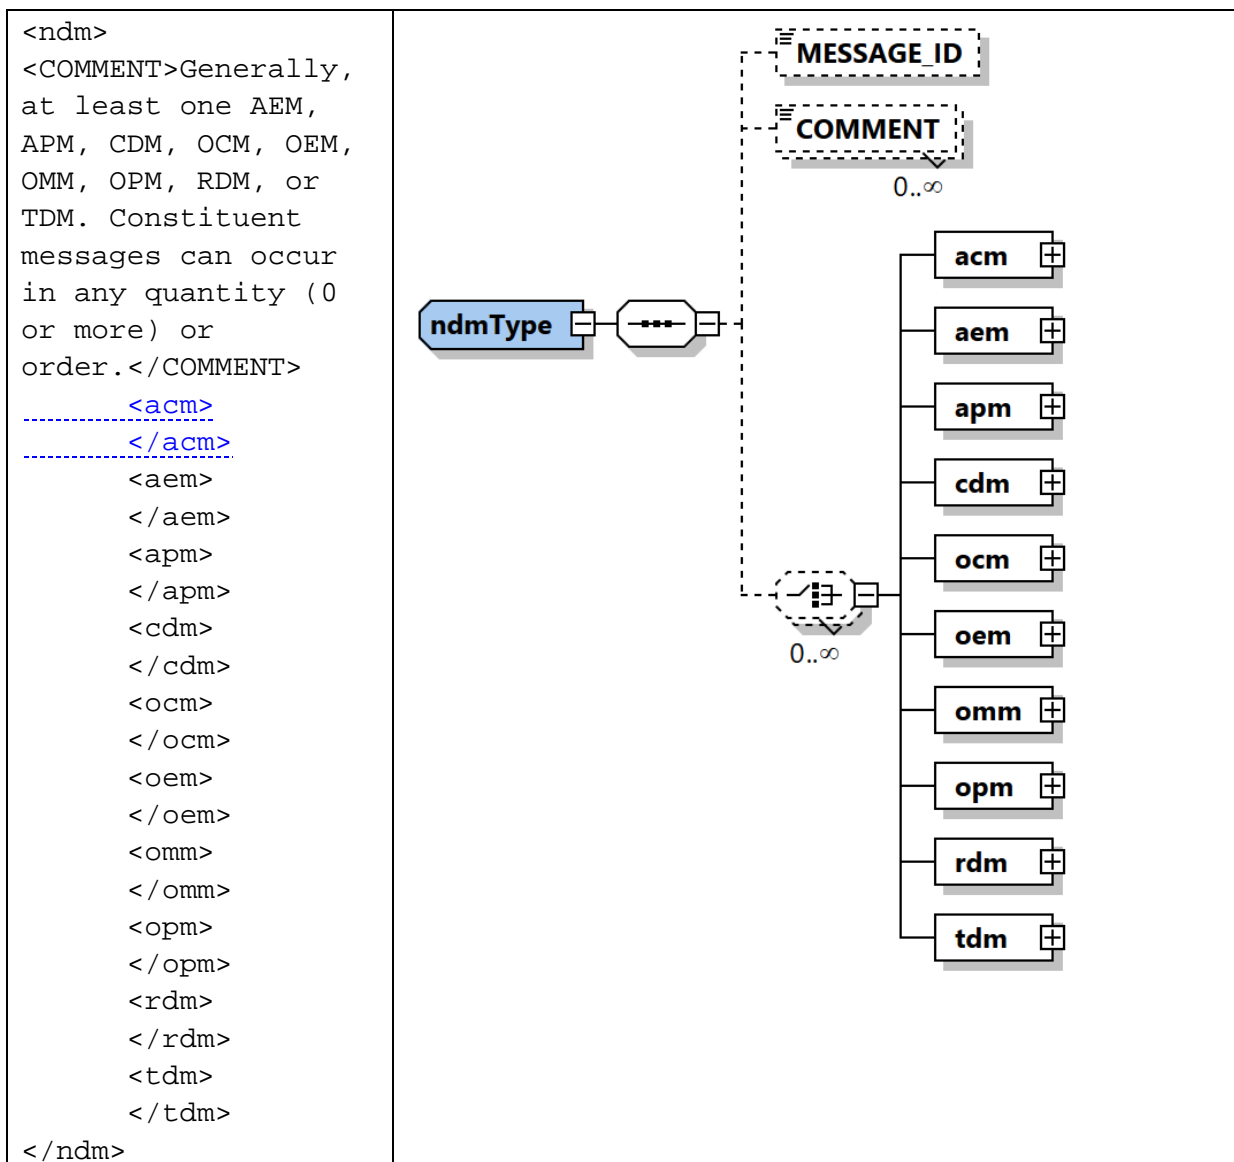 <ndm>
<COMMENT>Generally,
at least one AEM,
APM, CDM, OCM, OEM,
OMM, OPM, RDM, or
TDM. Constituent
messages can occur
in any quantity (0
or more) or
order.</COMMENT>
<acm>
</acm>
<aem>
</aem>
<apm>
</apm>
<cdm>
</cdm>
<ocm>
</ocm>
<oem>
</oem>
<omm>
</omm>
<opm>
</opm>
<rdm>
</rdm>
<tdm>
</tdm>
</ndm>
ndmType
MESSAGE_ID
COMMENT
0..∞
0..∞
acm
aem
apm
cdm
ocm
oem
omm
opm
rdm
tdm